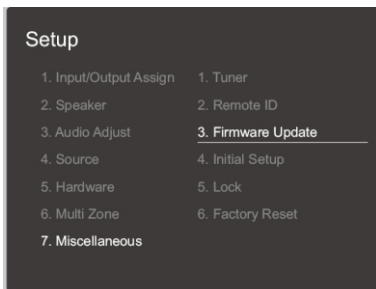 Setup
1. Input/Output Assign
2. Speaker
3. Audio Adjust
4. Source
5. Hardware
6. Multi Zone
7. Miscellaneous
1. Tuner
2. Remote ID
3. Firmware Update
4. Initial Setup
5. Lock
6. Factory Reset